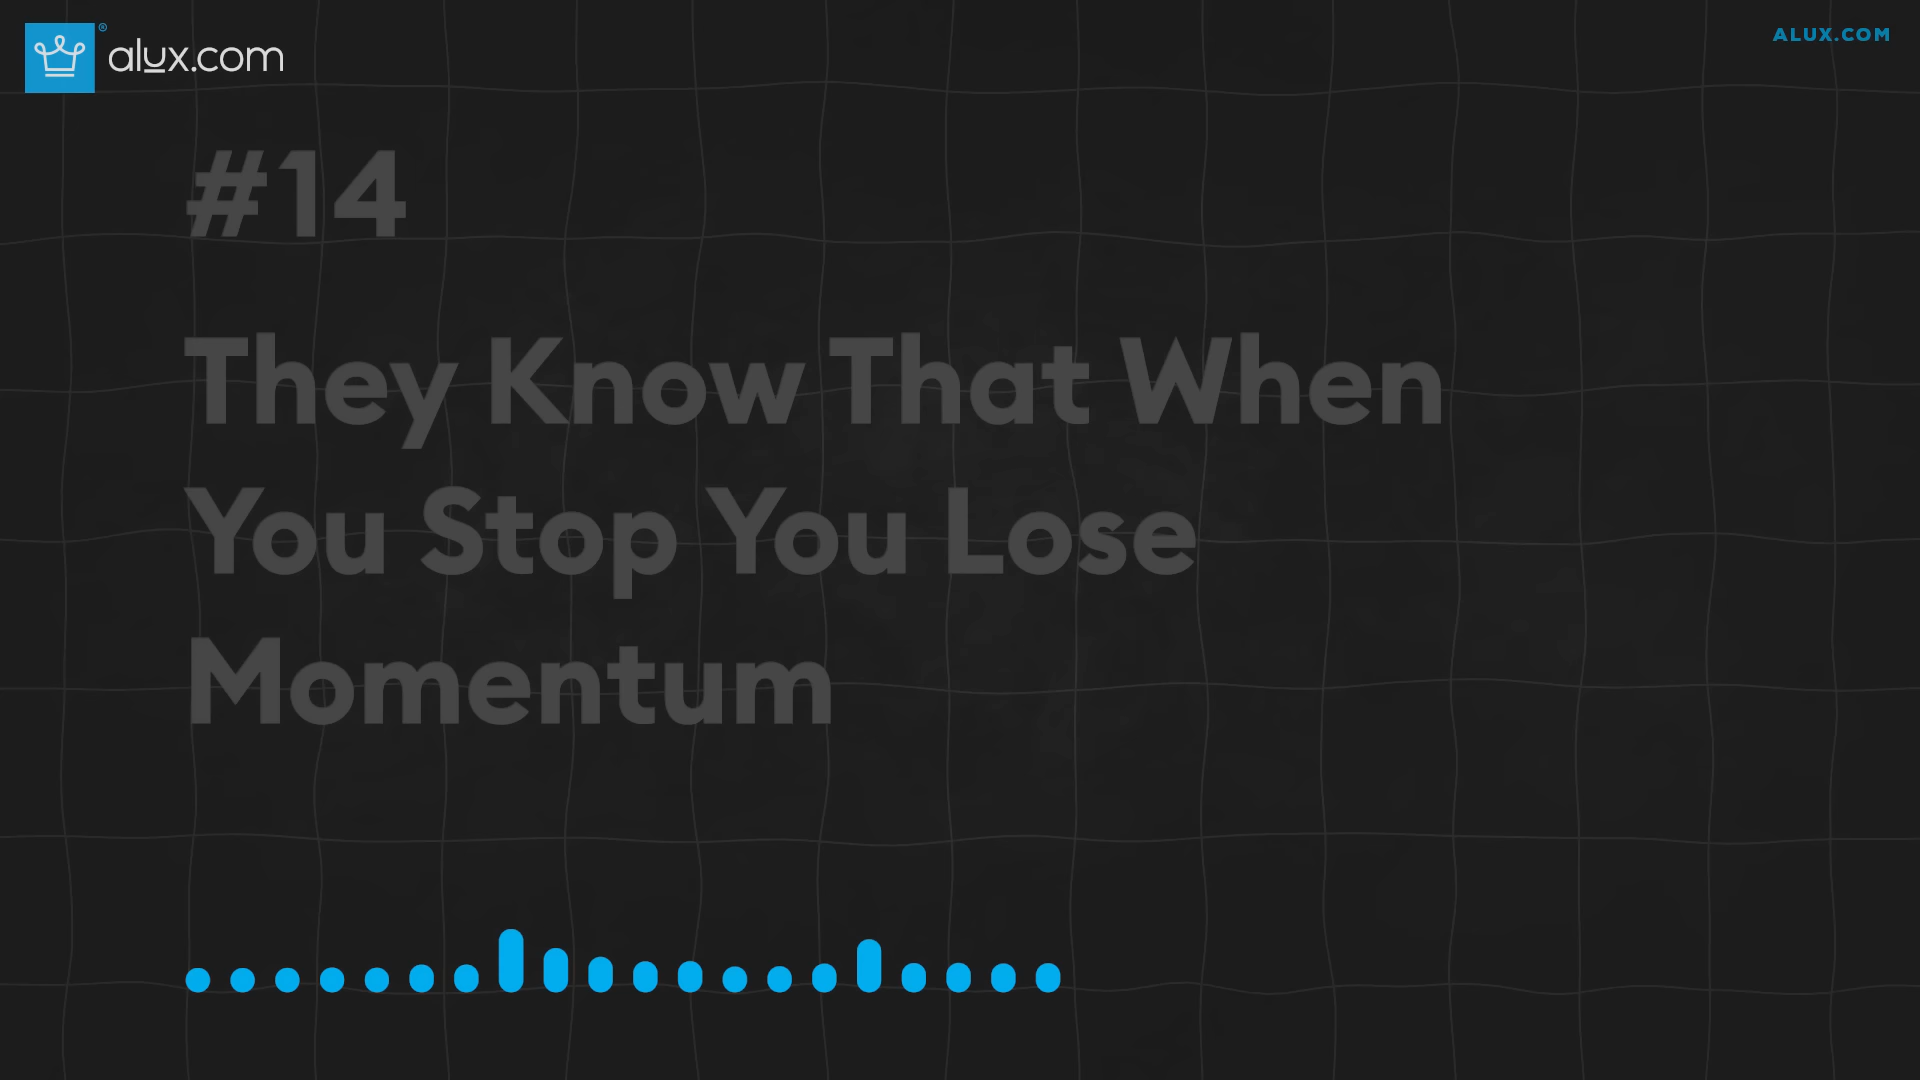 alux.com
ALUX.COM
#14
They Know That When
You Stop You Lose
Momentum